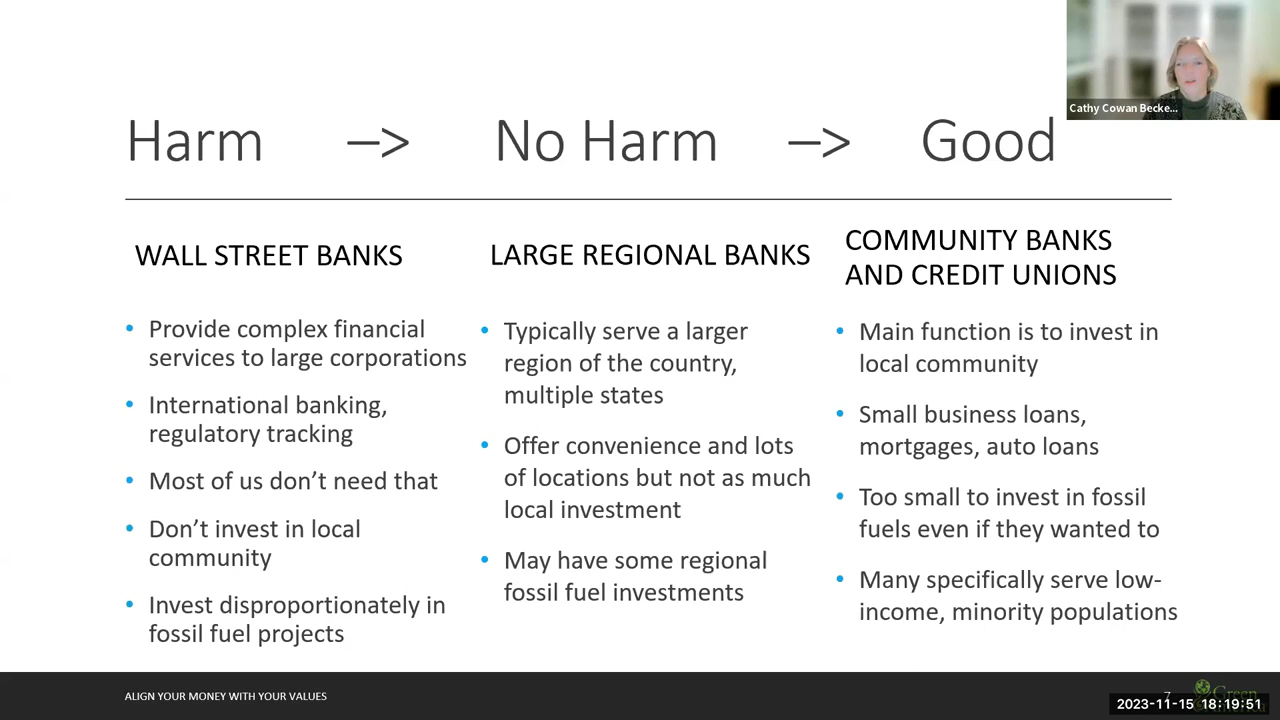 Cathy Cowan Becke...
Harm –> No Harm –> Good
WALL STREET BANKS
Provide complex financial
services to large corporations
International banking,
regulatory tracking
Most of us don't need that
Don't invest in local
community
Invest disproportionately in
fossil fuel projects
LARGE REGIONAL BANKS
Typically serve a larger
region of the country,
multiple states
Offer convenience and lots
of locations but not as much
local investment
May have some regional
fossil fuel investments
COMMUNITY BANKS
AND CREDIT UNIONS
Main function is to invest in
local community
Small business loans,
mortgages, auto loans
Too small to invest in fossil
fuels even if they wanted to
Many specifically serve low-
income, minority populations
ALIGN YOUR MONEY WITH YOUR VALUES
7
Green
2023-11-15 18:19:51